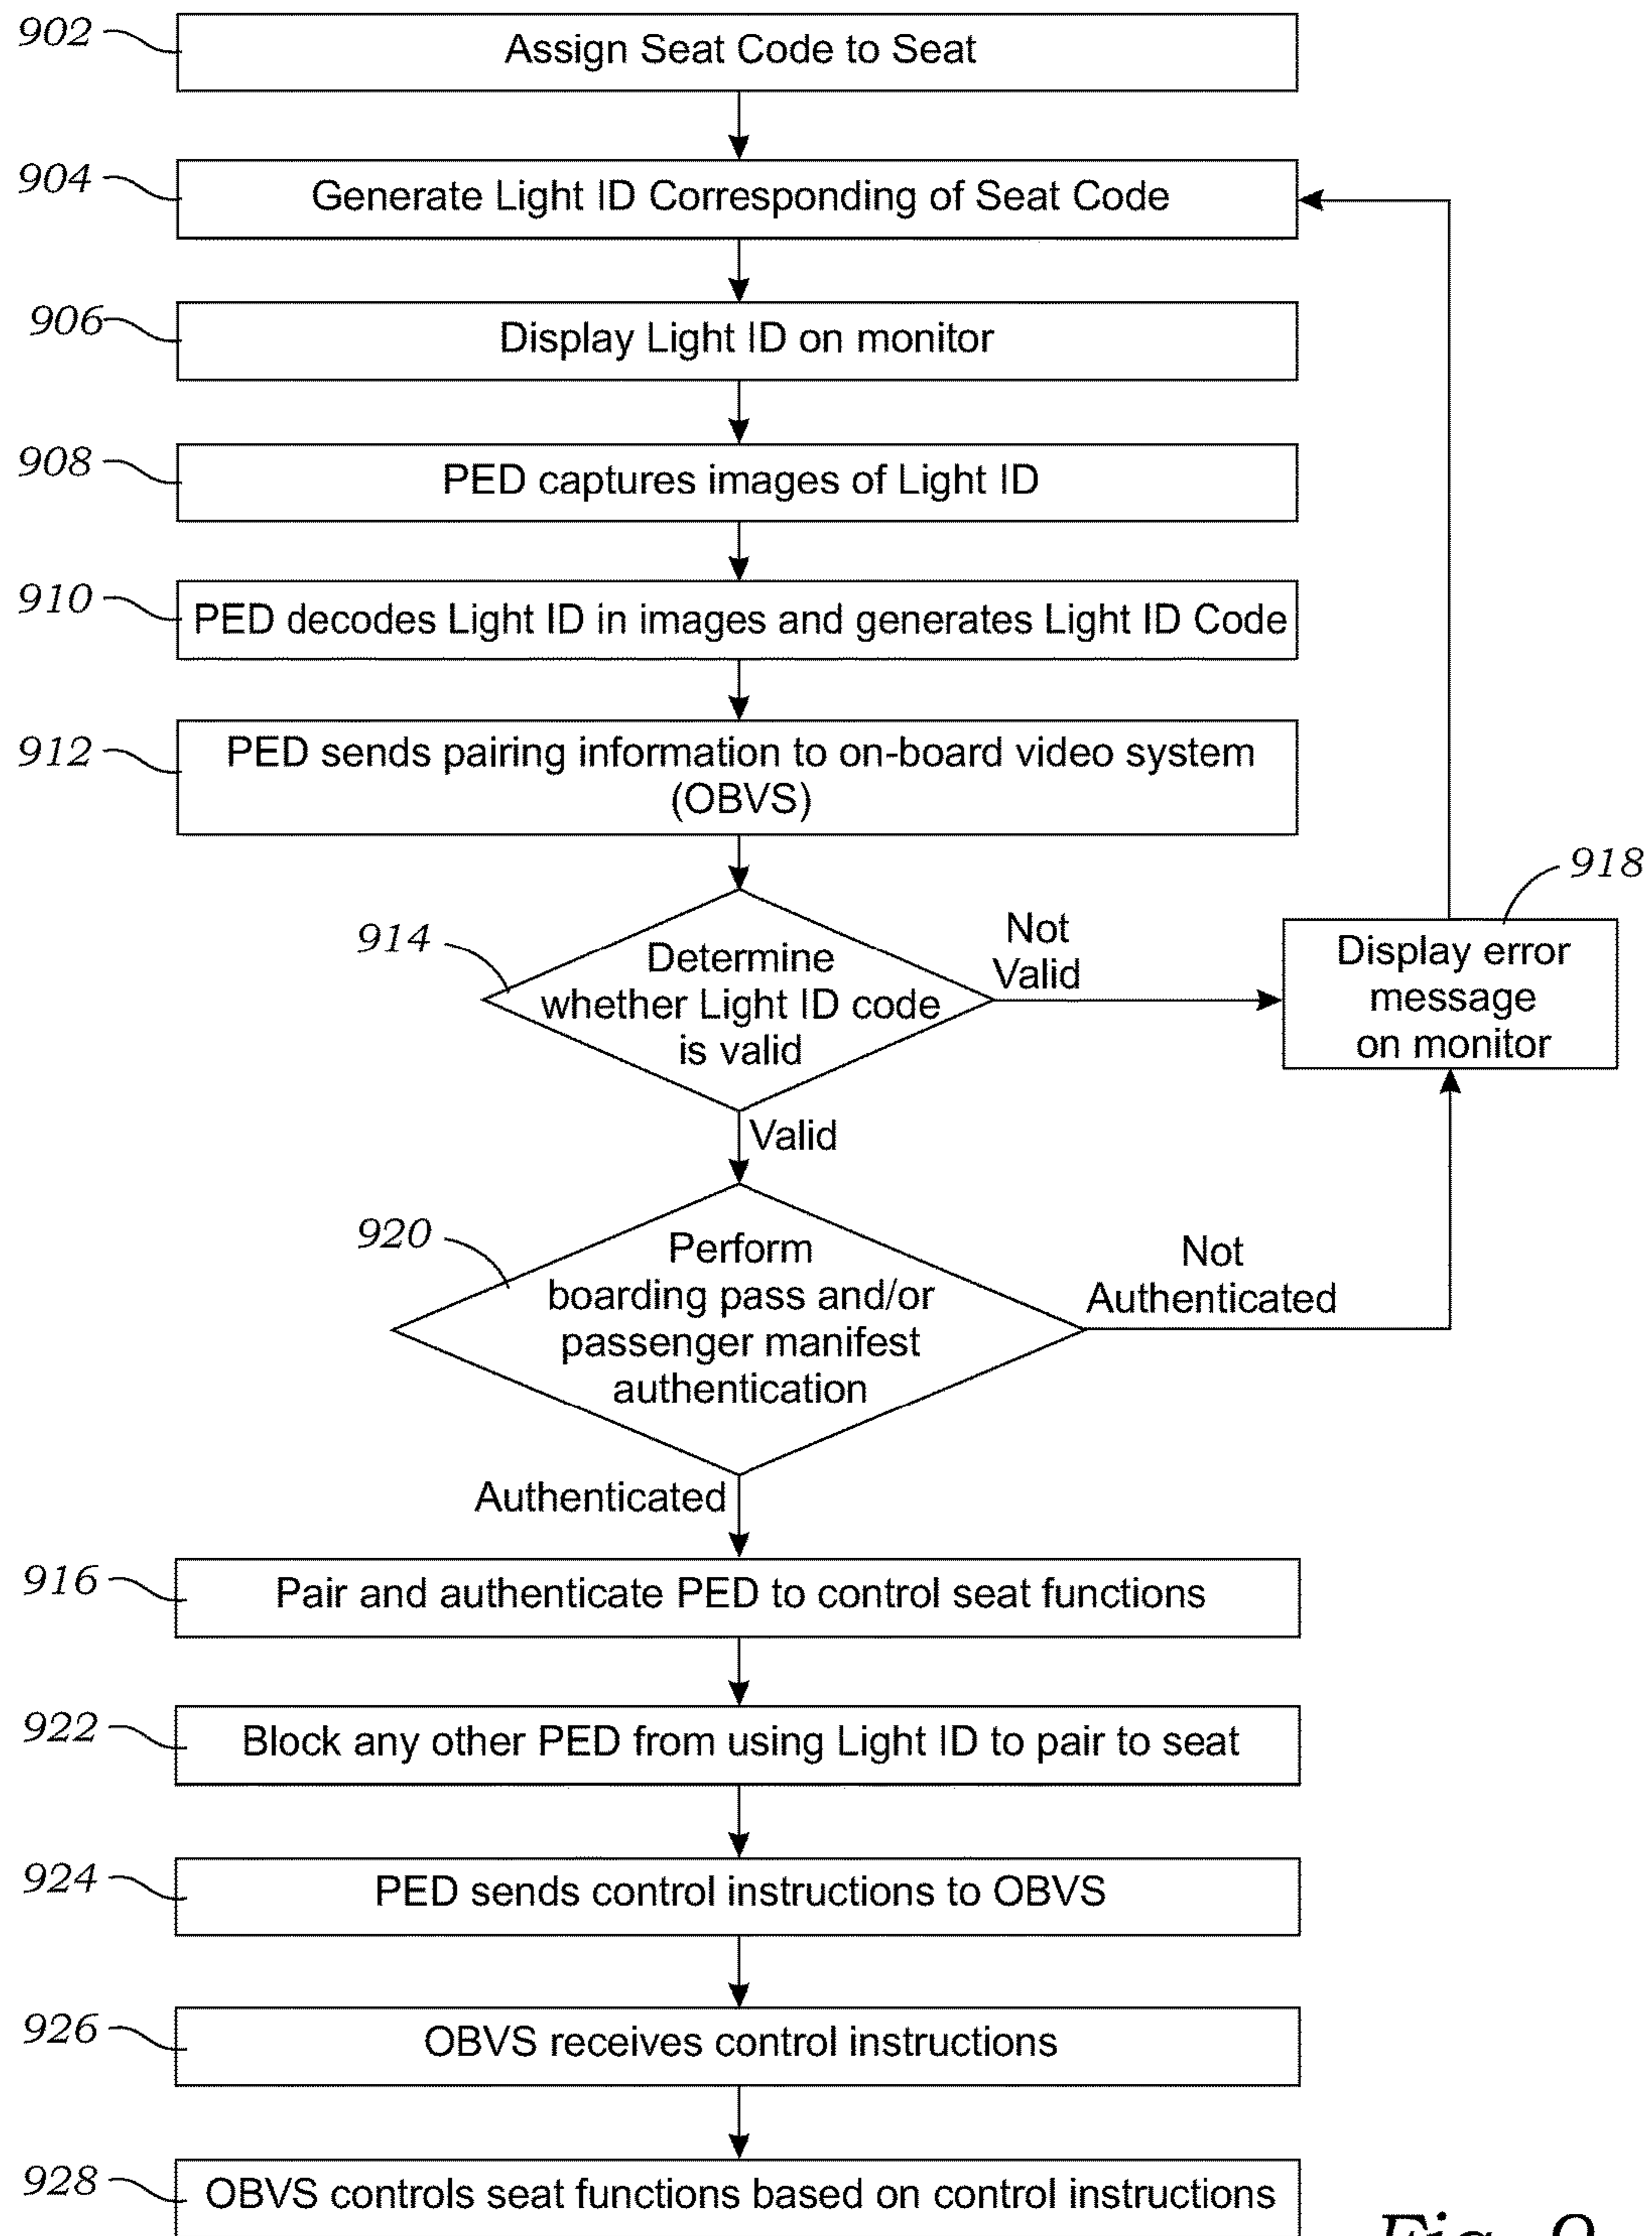 902
Assign Seat Code to Seat
904
Generate Light ID Corresponding of Seat Code
906
Display Light ID on monitor
908
PED captures images of Light ID
910
PED decodes Light ID in images and generates Light ID Code
912
PED sends pairing information to on-board video system
(OBVS)
914
Determine
whether Light ID code
is valid
Not
Valid
918
Display error
message
on monitor
Valid
920
Perform
boarding pass and/or
passenger manifest
authentication
Not
Authenticated
Authenticated
916
Pair and authenticate PED to control seat functions
922
Block any other PED from using Light ID to pair to seat
924
PED sends control instructions to OBVS
926
OBVS receives control instructions
928
OBVS controls seat functions based on control instructions
Fig. 9